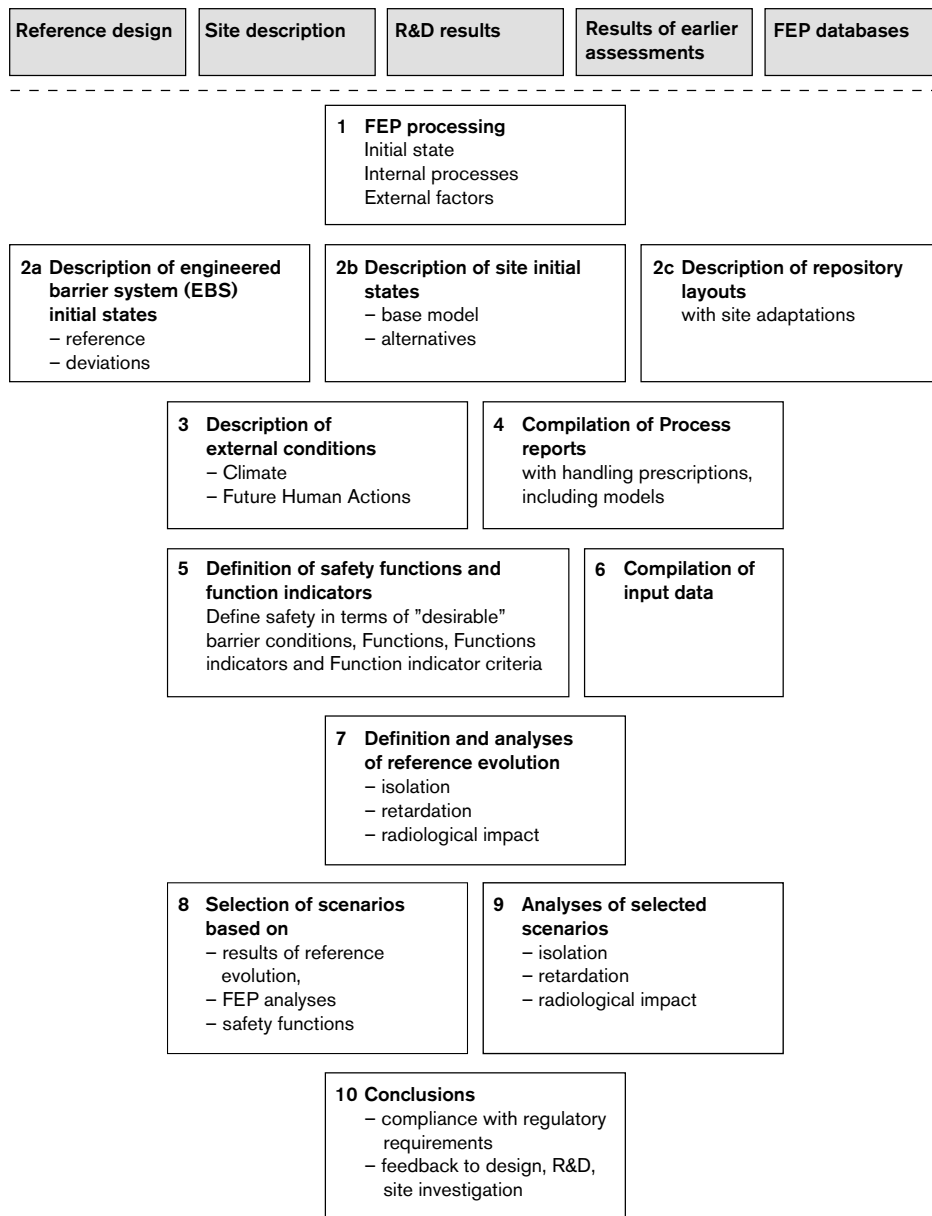 Reference design
Site description
R&D results
Results of earlier
assessments
FEP databases
1 FEP processing
Initial state
Internal processes
External factors
2a Description of engineered
barrier system (EBS)
initial states
– reference
– deviations
2b Description of site initial
states
– base model
– alternatives
2c Description of repository
layouts
with site adaptations
3 Description of
external conditions
– Climate
– Future Human Actions
4 Compilation of Process
reports
with handling prescriptions,
including models
5 Definition of safety functions and
function indicators
Define safety in terms of ”desirable”
barrier conditions, Functions, Functions
indicators and Function indicator criteria
6 Compilation of
input data
7 Definition and analyses
of reference evolution
– isolation
– retardation
– radiological impact
8 Selection of scenarios
based on
– results of reference
evolution,
– FEP analyses
– safety functions
9 Analyses of selected
scenarios
– isolation
– retardation
– radiological impact
10 Conclusions
– compliance with regulatory
requirements
– feedback to design, R&D,
site investigation